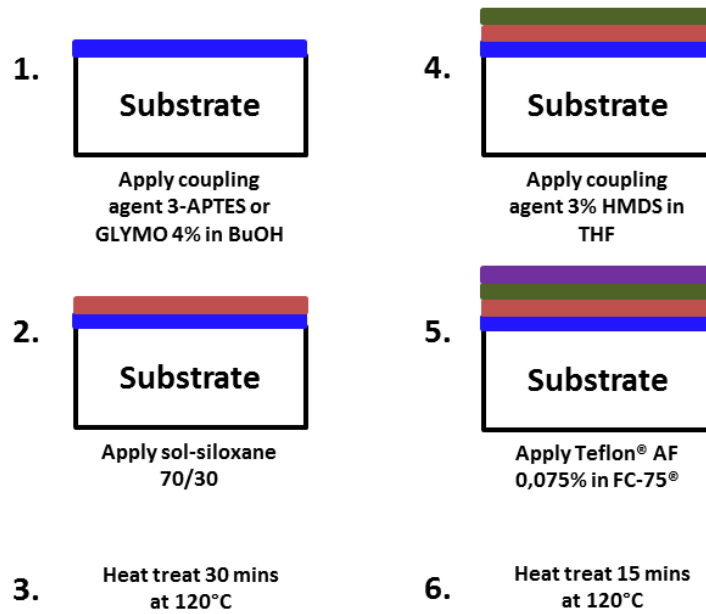 1.
Substrate
Apply coupling
agent 3-APTES or
GLYMO 4% in BuOH
2.
Substrate
Apply sol-siloxane
70/30
3.
Heat treat 30 mins
at 120°C
4.
Substrate
Apply coupling
agent 3% HMDS in
THF
5.
Substrate
Apply Teflon® AF
0,075% in FC-75®
6.
Heat treat 15 mins
at 120°C